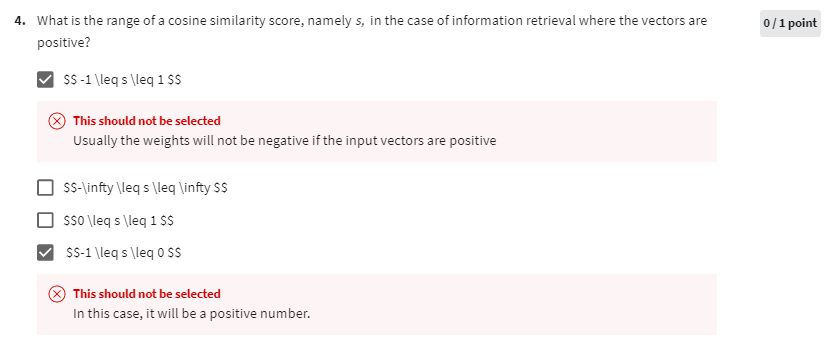 4. What is the range of a cosine similarity score, namely s, in the case of information retrieval where the vectors are
positive?
0 / 1 point
$$ -1 \leq s \leq 1 $$
This should not be selected
Usually the weights will not be negative if the input vectors are positive
$$-\infty \leq s \leq \infty $$
$$0 \leq s \leq 1 $$
$$-1 \leq s \leq 0 $$
This should not be selected
In this case, it will be a positive number.